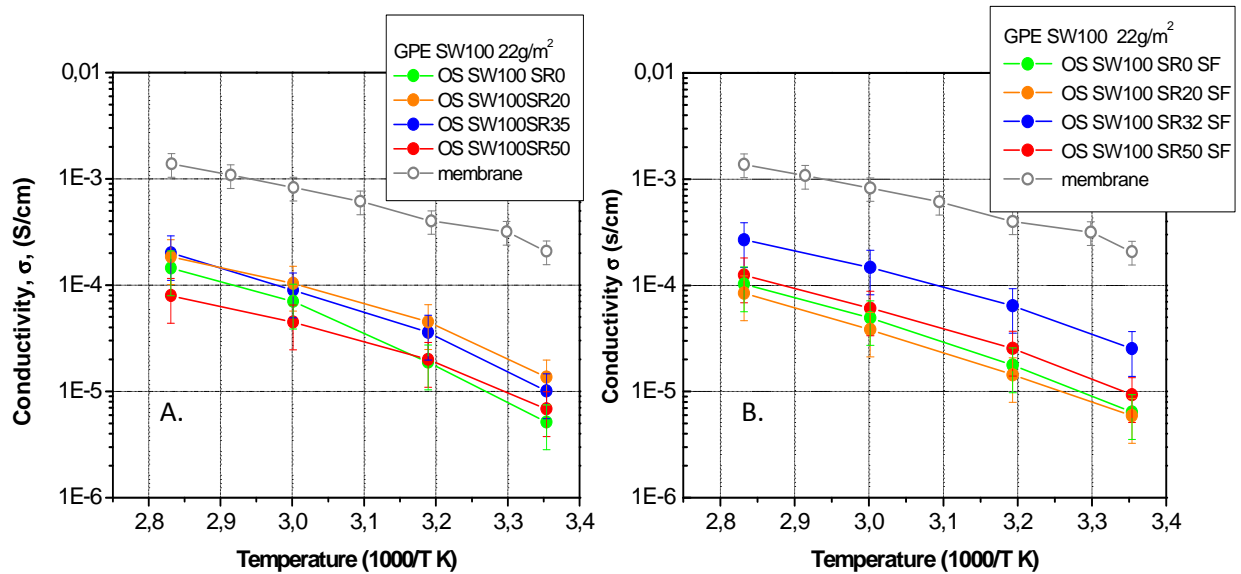 GPE SW100 22g/m²
OS SW100 SR0
OS SW100SR20
OS SW100SR35
OS SW100SR50
membrane
0,01
1E-3
1E-4
1E-5
1E-6
Conductivity, σ, (S/cm)
A.
2,8 2,9 3,0 3,1 3,2 3,3 3,4
Temperature (1000/T K)
GPE SW100 22g/m²
OS SW100 SR0 SF
OS SW100 SR20 SF
OS SW100 SR32 SF
OS SW100 SR50 SF
membrane
0,01
1E-3
1E-4
1E-5
1E-6
Conductivity σ (s/cm)
B.
2,8 2,9 3,0 3,1 3,2 3,3 3,4
Temperature (1000/T K)